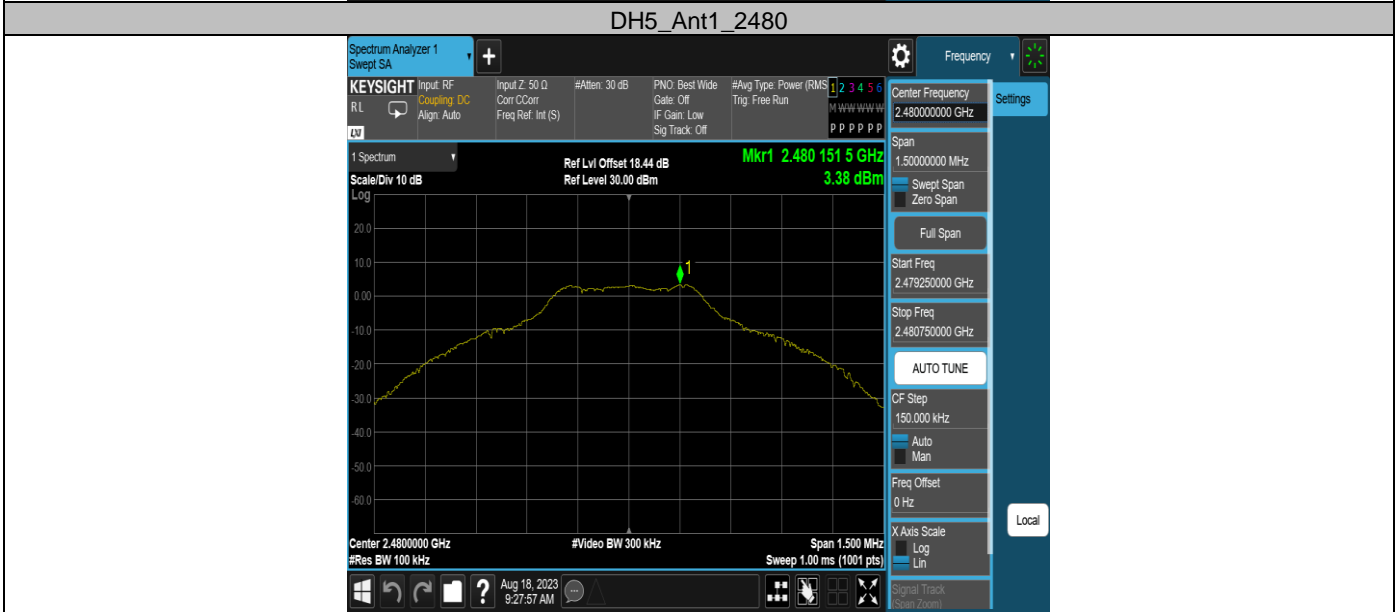 DH5_Ant1_2480
Spectrum Analyzer 1
Swept SA
+
Frequency
KEYSIGHT
RL
LXI
Input: RF
Coupling: DC
Align: Auto
Input Z: 50 Ω
Corr CCorr
Freq Ref: Int (S)
#Atten: 30 dB
PNO: Best Wide
Gate: Off
IF Gain: Low
Sig Track: Off
#Avg Type: Power (RMS
Trig: Free Run
1 2 3 4 5 6
M W W W W W
P P P P P P
Center Frequency
2.480000000 GHz
Settings
Span
1.50000000 MHz
Swept Span
Zero Span
Full Span
Start Freq
2.479250000 GHz
Stop Freq
2.480750000 GHz
AUTO TUNE
CF Step
150.000 kHz
Auto
Man
Freq Offset
0 Hz
X Axis Scale
Log
Lin
Signal Track
(Span Zoom)
Local
1 Spectrum
Scale/Div 10 dB
Log
Ref Lvl Offset 18.44 dB
Ref Level 30.00 dBm
Mkr1 2.480 151 5 GHz
3.38 dBm
1
20.0
10.0
0.00
-10.0
-20.0
-30.0
-40.0
-50.0
-60.0
Center 2.4800000 GHz
#Res BW 100 kHz
#Video BW 300 kHz
Span 1.500 MHz
Sweep 1.00 ms (1001 pts)
?
Aug 18, 2023
9:27:57 AM